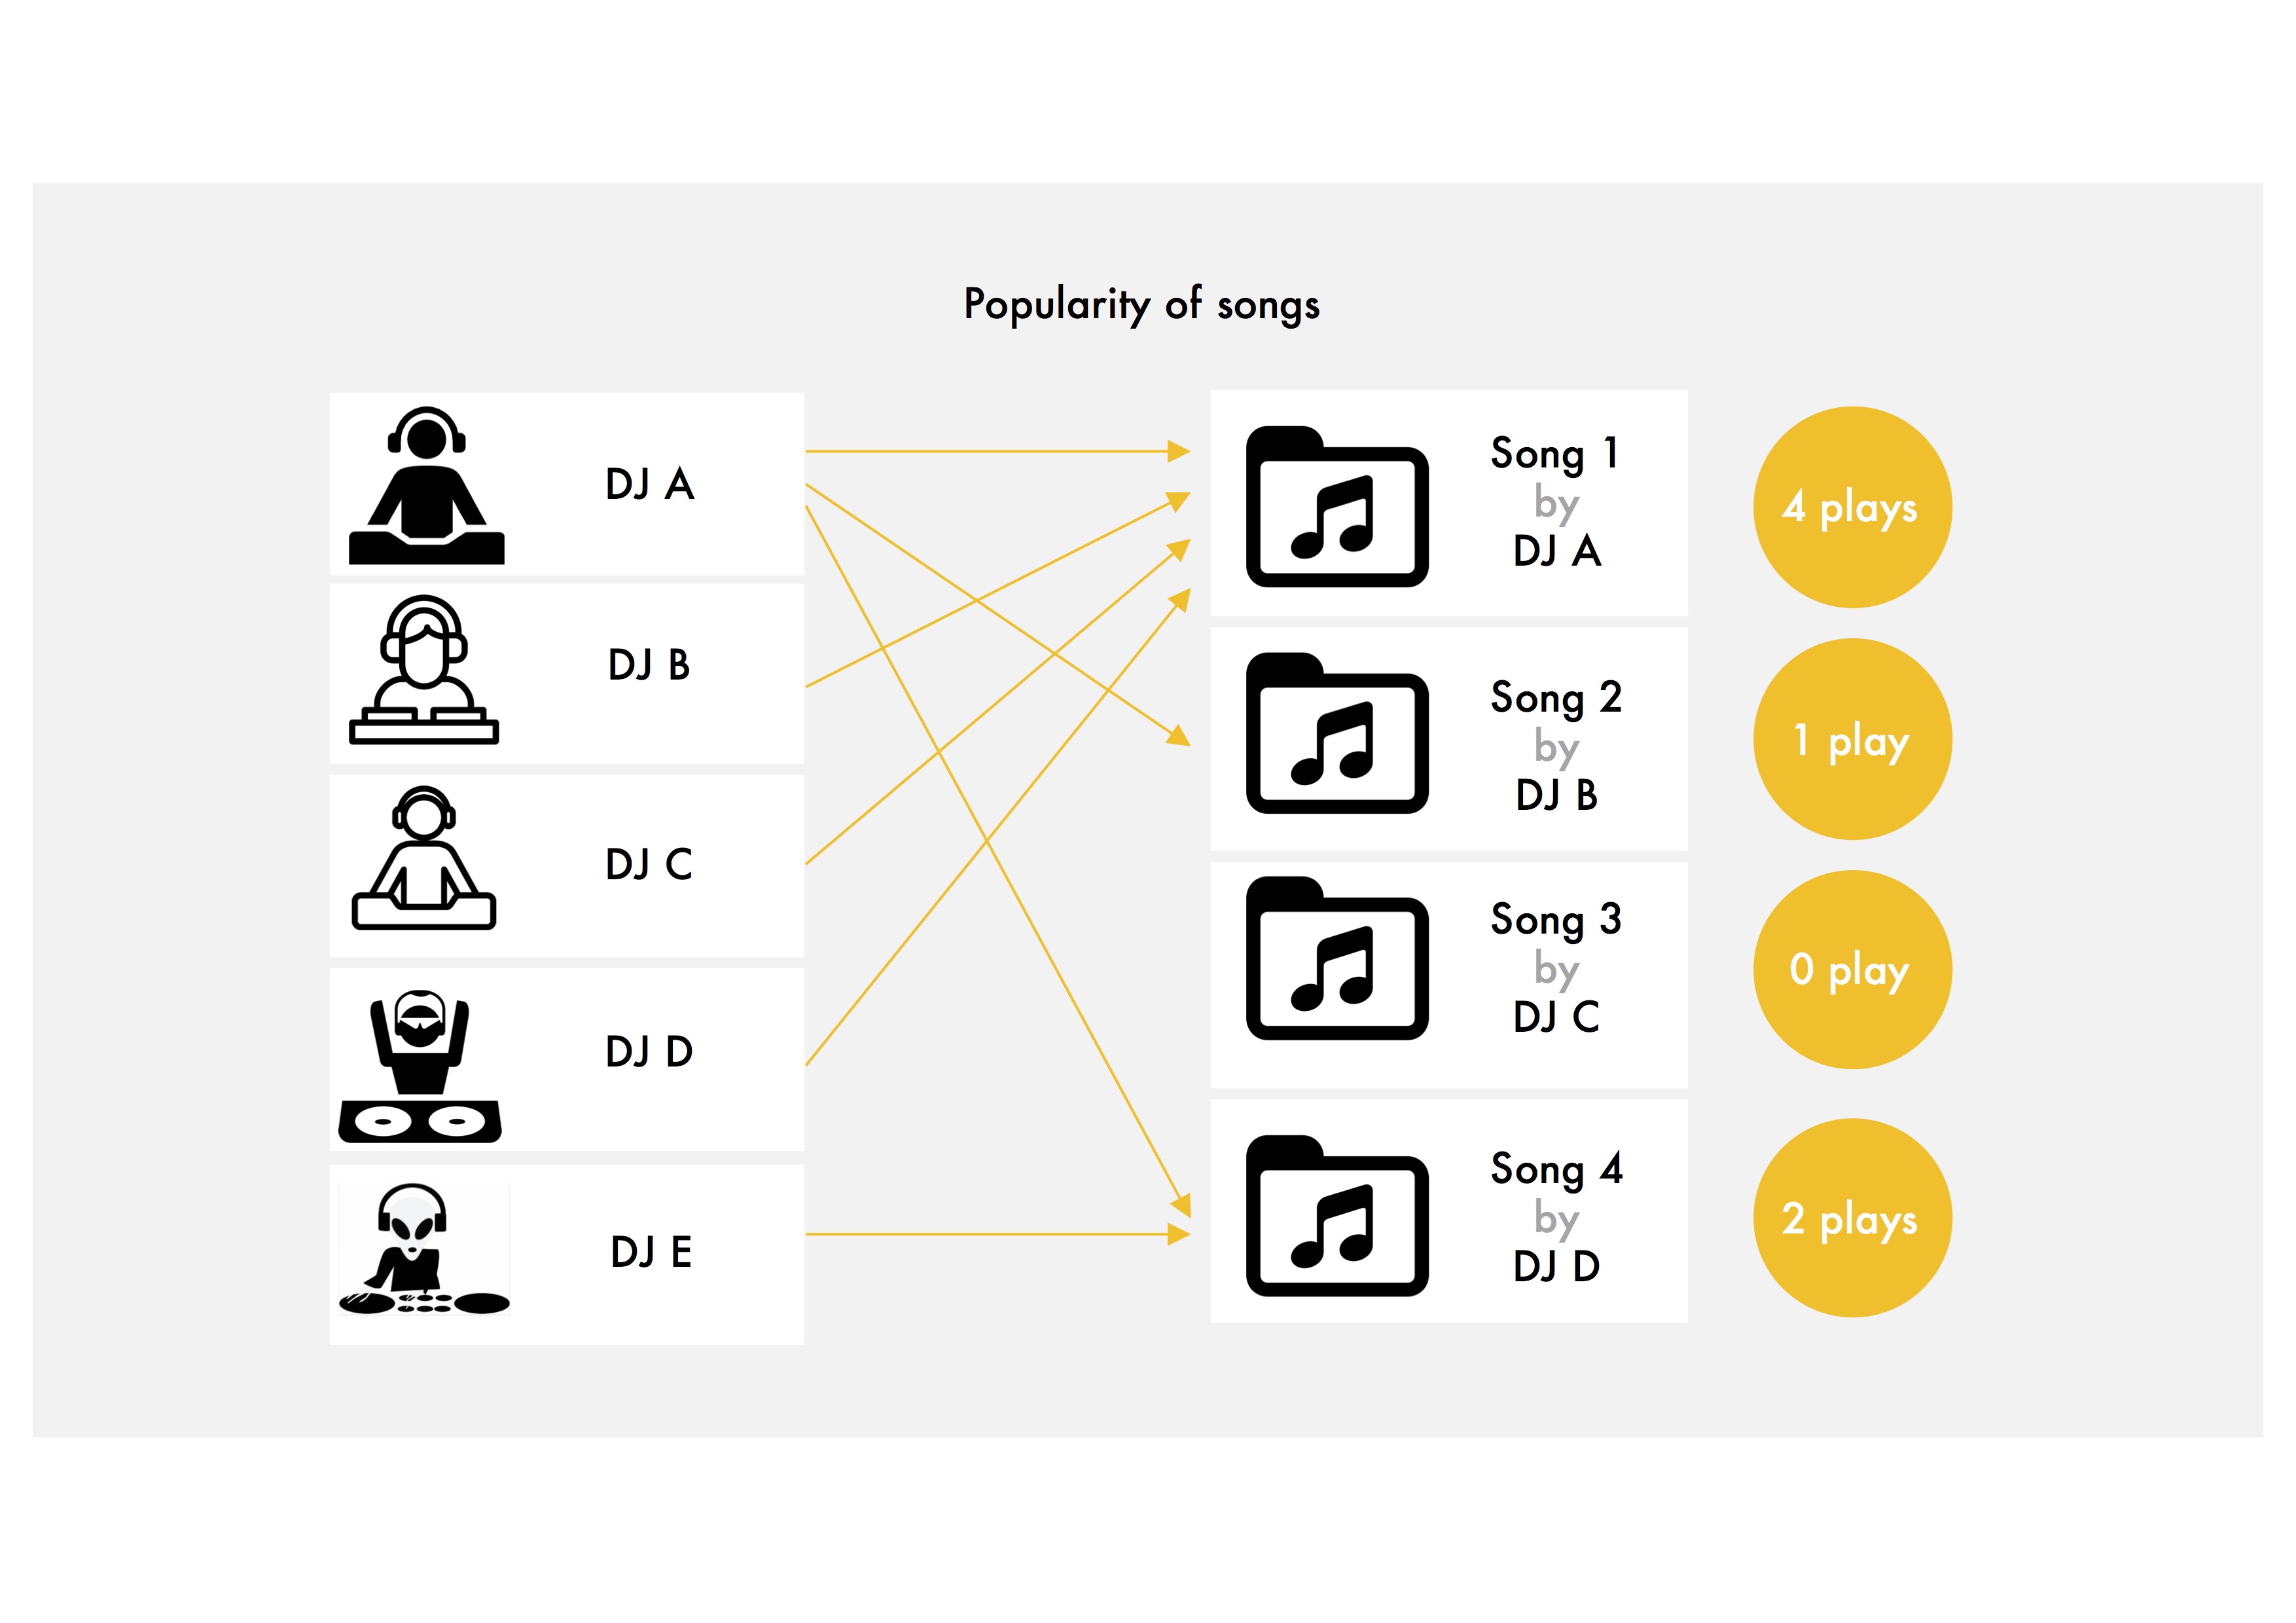 Popularity of songs
DJ A
DJ B
DJ C
DJ D
DJ E
Song 1
by
DJ A
4 plays
Song 2
by
DJ B
1 play
Song 3
by
DJ C
0 play
Song 4
by
DJ D
2 plays